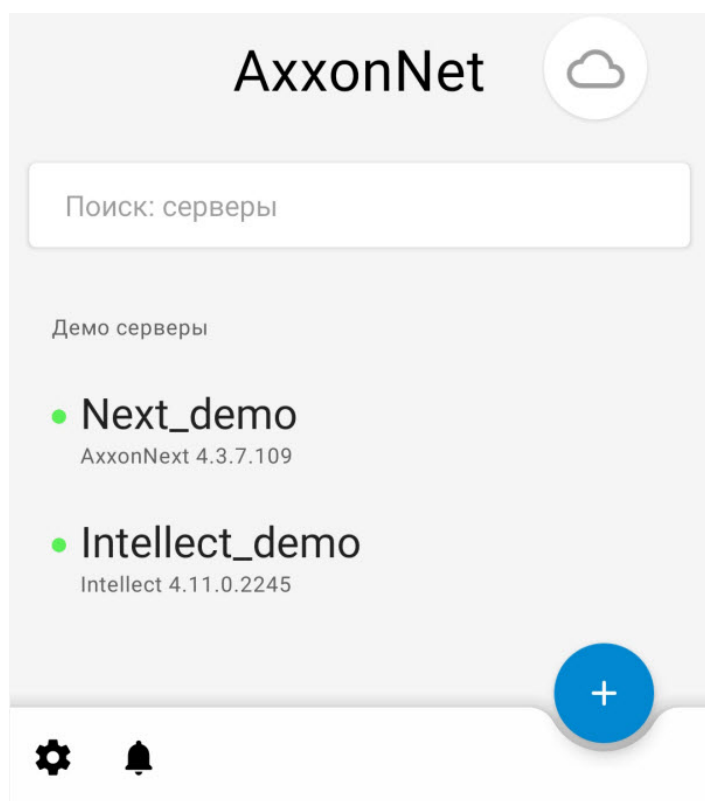 AxxonNet
Поиск: серверы
Демо серверы
Next_demo
AxxonNext 4.3.7.109
Intellect_demo
Intellect 4.11.0.2245